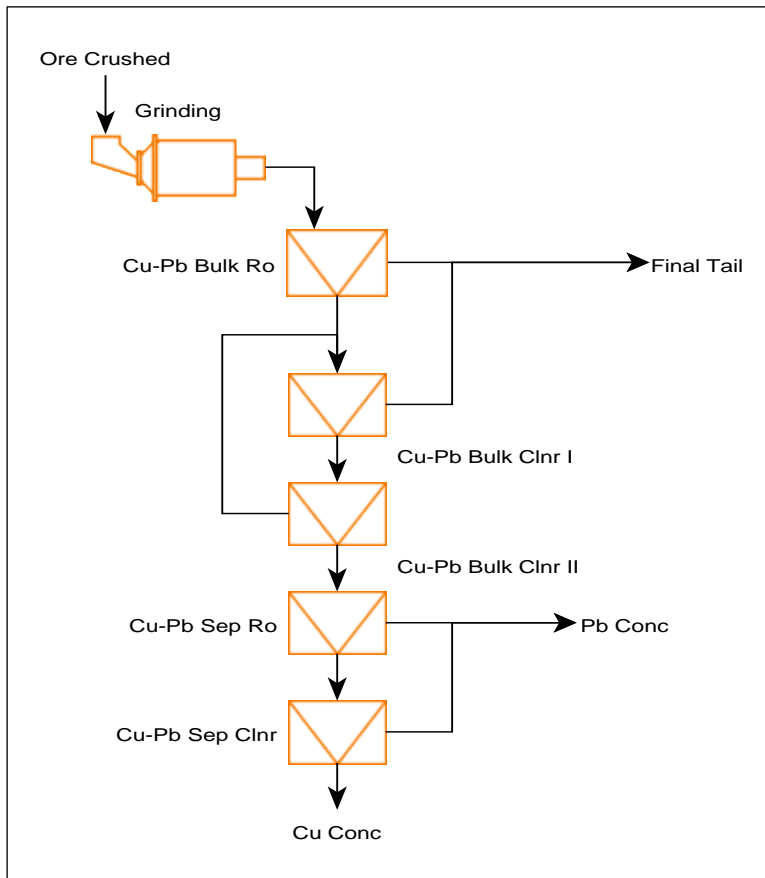 Ore Crushed
Grinding
Cu-Pb Bulk Ro
Final Tail
Cu-Pb Bulk Clnr I
Cu-Pb Bulk Clnr II
Cu-Pb Sep Ro
Pb Conc
Cu-Pb Sep Clnr
Cu Conc